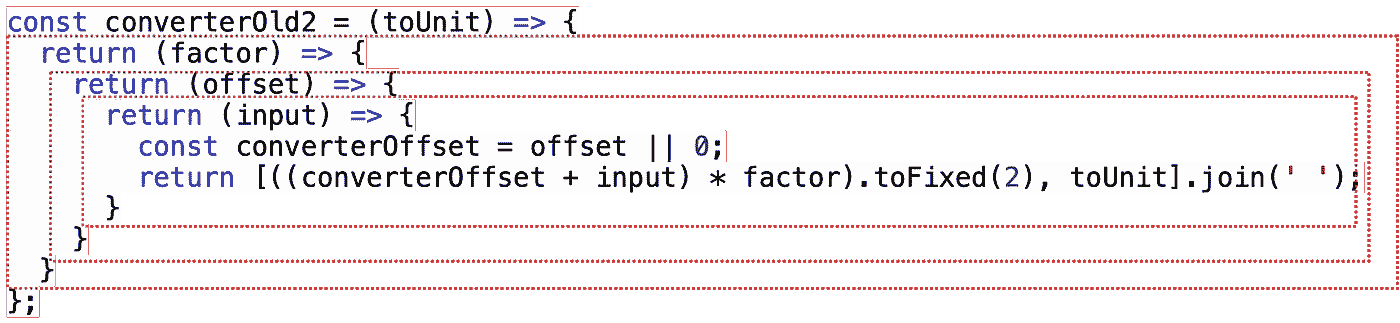 const converterOld2 = (toUnit) => {
  return (factor) => {
    return (offset) => {
      return (input) => {
        const converterOffset = offset || 0;
        return [((converterOffset + input) * factor).toFixed(2), toUnit].join(' ');
      }
    }
  }
};